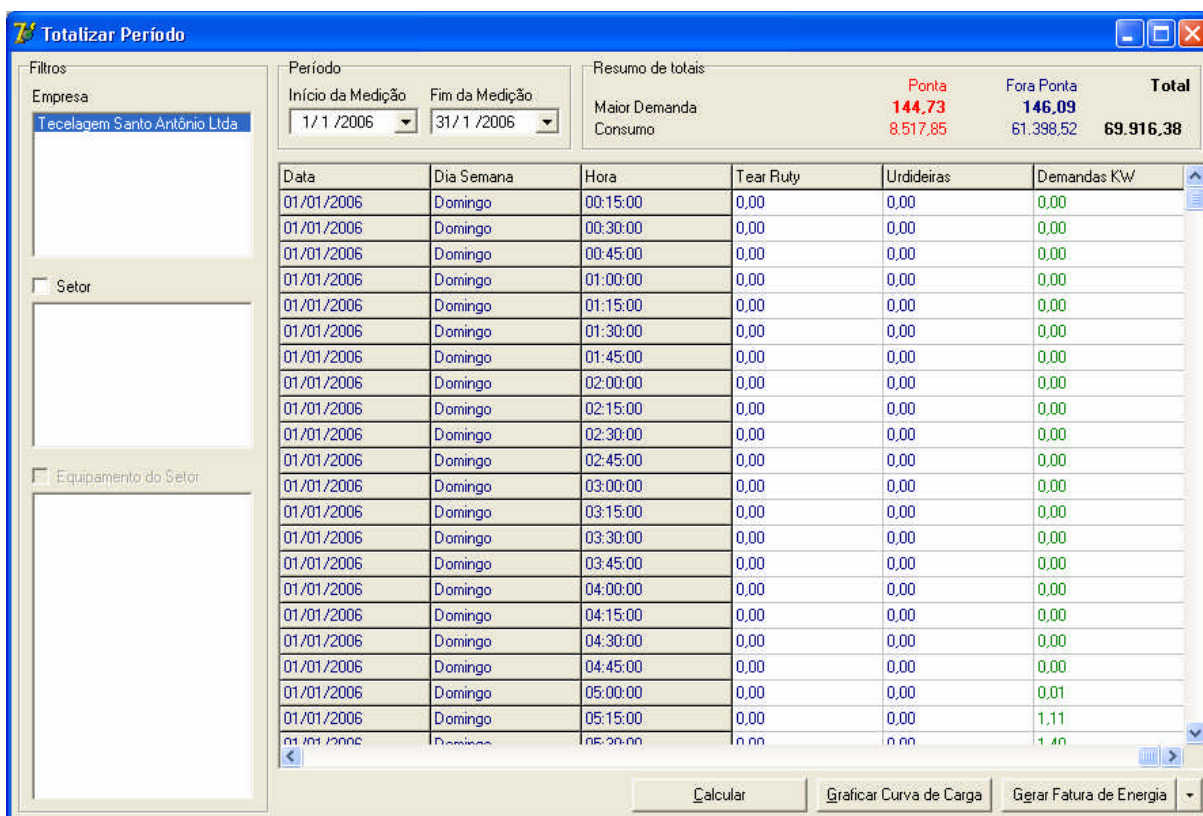 Totalizar Período
Filtros
Empresa
Tecelagem Santo Antônio Ltda
Setor
Equipamento do Setor
Período
Início da Medição Fim da Medição
1/ 1 /2006 31/ 1 /2006
Resumo de totais
Ponta Fora Ponta Total
Maior Demanda 144,73 146,09
Consumo 8.517,85 61.398,52 69.916,38
Data Dia Semana Hora Tear Ruty Urdideiras Demandas KW
01/01/2006 Domingo 00:15:00 0,00 0,00 0,00
01/01/2006 Domingo 00:30:00 0,00 0,00 0,00
01/01/2006 Domingo 00:45:00 0,00 0,00 0,00
01/01/2006 Domingo 01:00:00 0,00 0,00 0,00
01/01/2006 Domingo 01:15:00 0,00 0,00 0,00
01/01/2006 Domingo 01:30:00 0,00 0,00 0,00
01/01/2006 Domingo 01:45:00 0,00 0,00 0,00
01/01/2006 Domingo 02:00:00 0,00 0,00 0,00
01/01/2006 Domingo 02:15:00 0,00 0,00 0,00
01/01/2006 Domingo 02:30:00 0,00 0,00 0,00
01/01/2006 Domingo 02:45:00 0,00 0,00 0,00
01/01/2006 Domingo 03:00:00 0,00 0,00 0,00
01/01/2006 Domingo 03:15:00 0,00 0,00 0,00
01/01/2006 Domingo 03:30:00 0,00 0,00 0,00
01/01/2006 Domingo 03:45:00 0,00 0,00 0,00
01/01/2006 Domingo 04:00:00 0,00 0,00 0,00
01/01/2006 Domingo 04:15:00 0,00 0,00 0,00
01/01/2006 Domingo 04:30:00 0,00 0,00 0,00
01/01/2006 Domingo 04:45:00 0,00 0,00 0,00
01/01/2006 Domingo 05:00:00 0,00 0,00 0,01
01/01/2006 Domingo 05:15:00 0,00 0,00 1,11
01/01/2006 Domingo 05:30:00 0,00 0,00 1,40
Calcular Graficar Curva de Carga Gerar Fatura de Energia